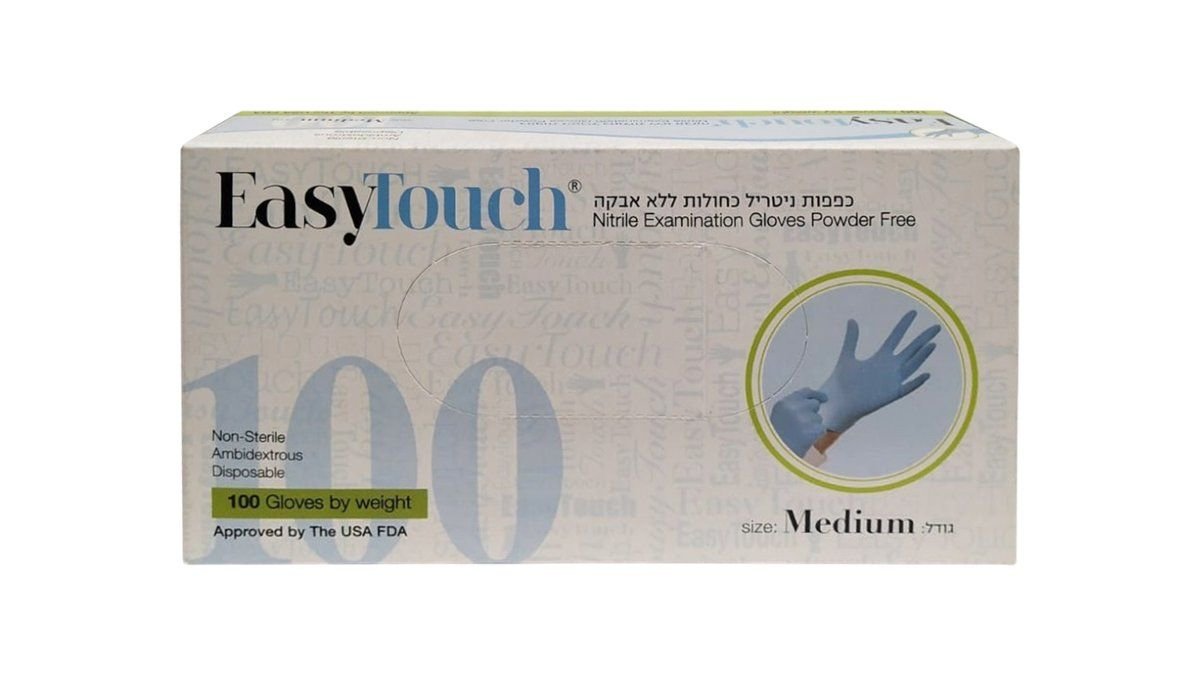 EasyTouch®
כפפות ניטריל כחולות ללא אבקה
Nitrile Examination Gloves Powder Free
100
Non-Sterile
Ambidextrous
Disposable
100 Gloves by weight
Approved by The USA FDA
size: Medium גודל: